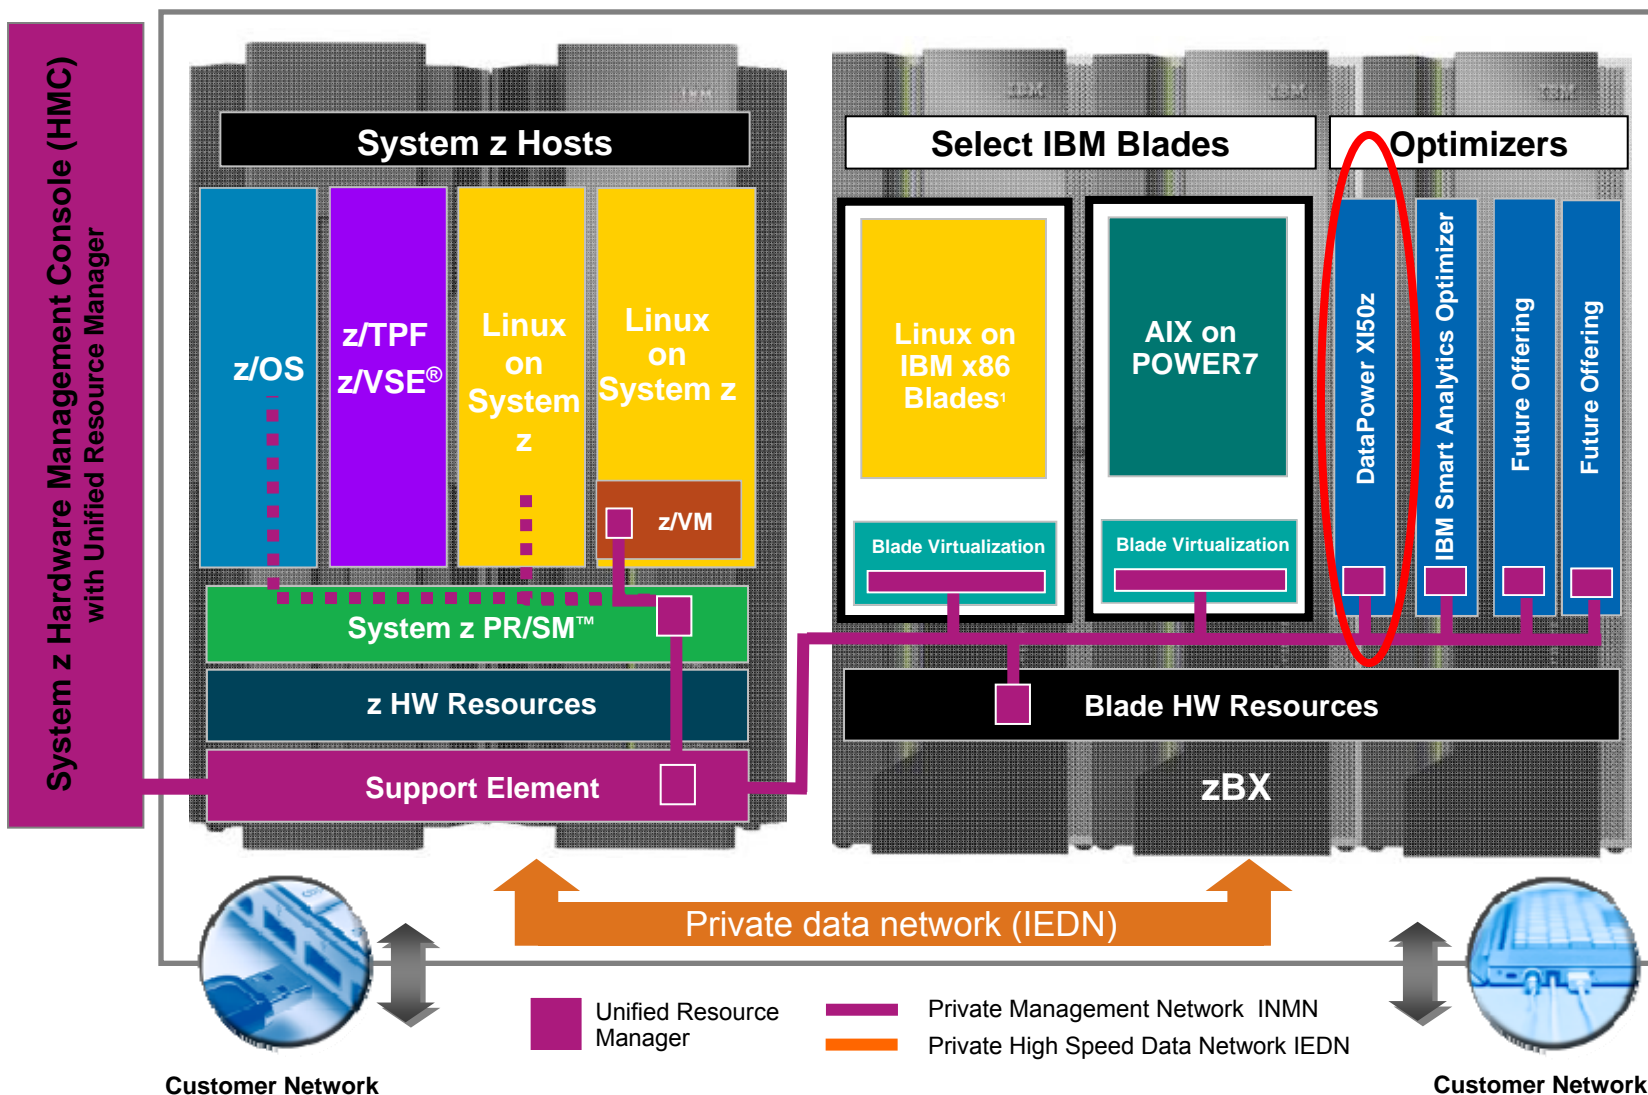 System z Hardware Management Console (HMC)
with Unified Resource Manager
IBM
IBM
IBM
IBM
System z Hosts
Select IBM Blades
Optimizers
z/OS
z/TPF
z/VSE®
Linux
on
System
z
Linux
on
System z
z/VM
Linux on
IBM x86
Blades¹
AIX on
POWER7
Blade Virtualization
Blade Virtualization
DataPower XI50z
IBM Smart Analytics Optimizer
Future Offering
Future Offering
System z PR/SM™
z HW Resources
Blade HW Resources
Support Element
zBX
Private data network (IEDN)
Unified Resource
Manager
Private Management Network  INMN
Private High Speed Data Network IEDN
Customer Network
Customer Network